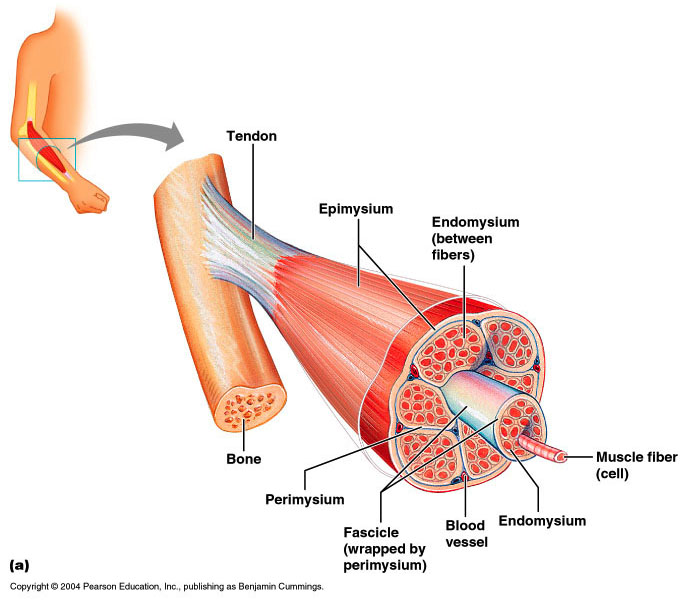 Tendon
Epimysium
Endomysium
(between
fibers)
Bone
Perimysium
Fascicle
(wrapped by
perimysium)
Blood
vessel
Endomysium
Muscle fiber
(cell)
(a)
Copyright © 2004 Pearson Education, Inc., publishing as Benjamin Cummings.